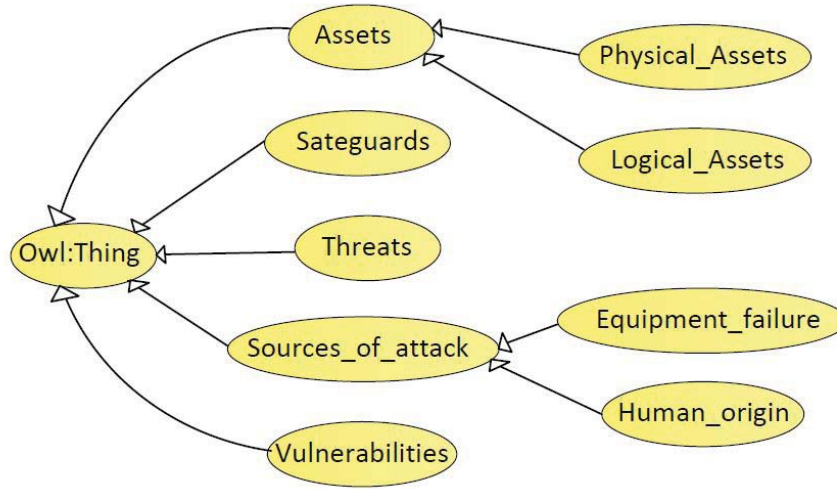 Assets
Physical_Assets
Sateguards
Logical_Assets
Owl:Thing
Threats
Sources_of_attack
Equipment_failure
Human_origin
Vulnerabilities